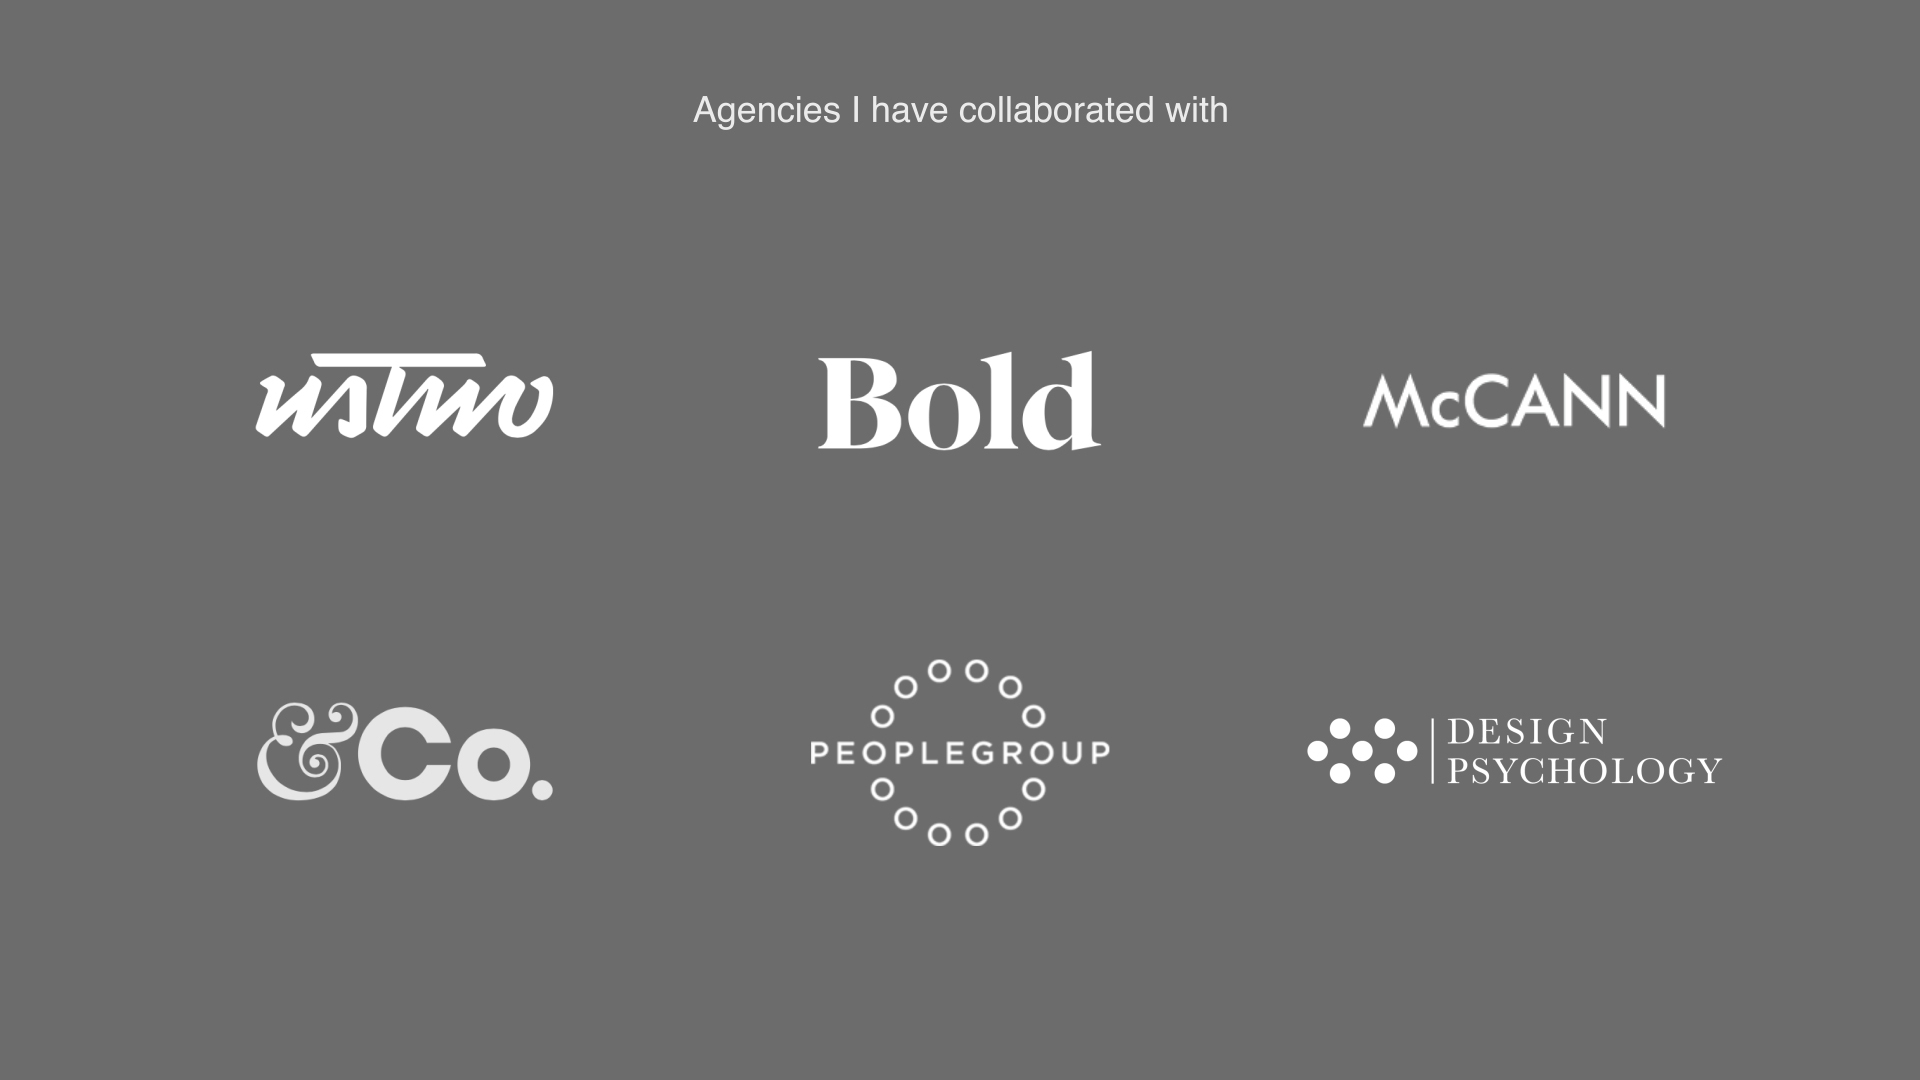 Agencies I have collaborated with
ustwo
Bold
McCANN
&Co.
PEOPLEGROUP
DESIGN
PSYCHOLOGY